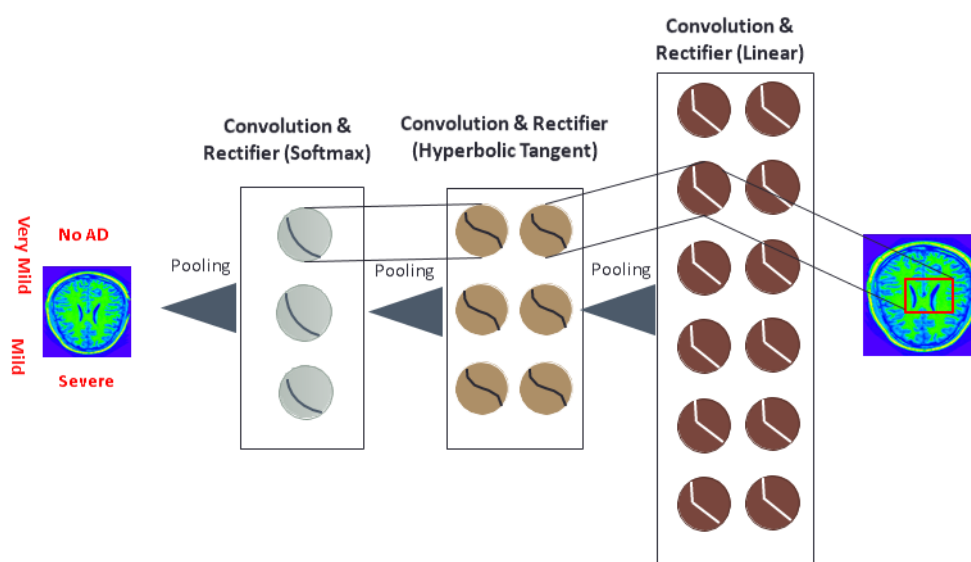 Convolution &
Rectifier (Linear)
Convolution & Rectifier
(Hyperbolic Tangent)
Convolution &
Rectifier (Softmax)
Very Mild
No AD
Pooling
Pooling
Pooling
Mild
Severe